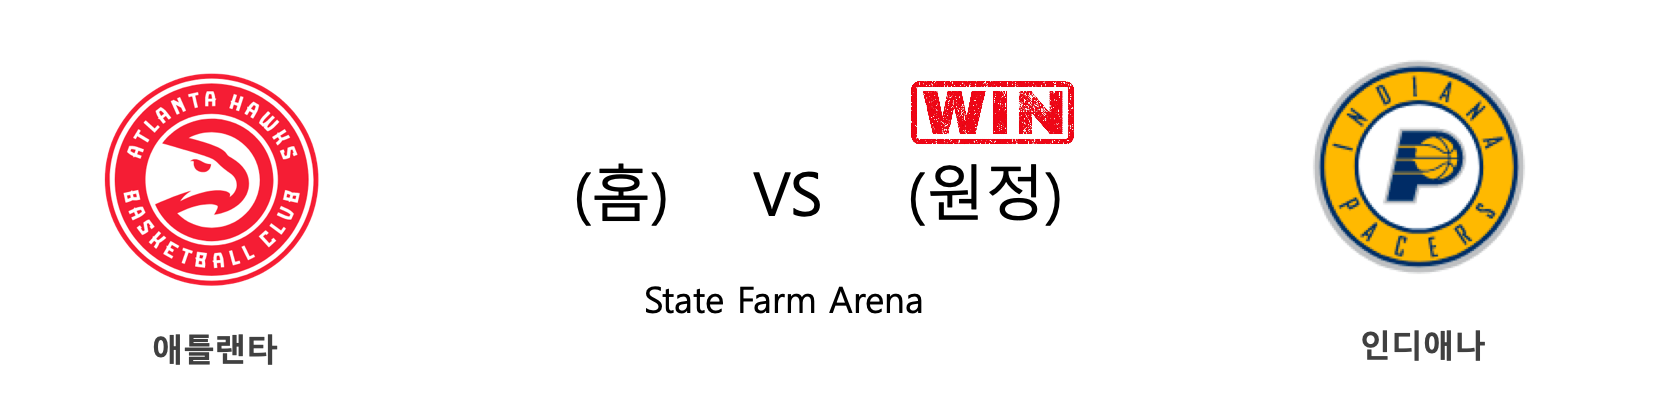 ATLANTA HAWKS
BASKETBALL CLUB
애틀랜타
WIN
(홈) VS (원정)
State Farm Arena
INDIANA
PACERS
P
인디애나